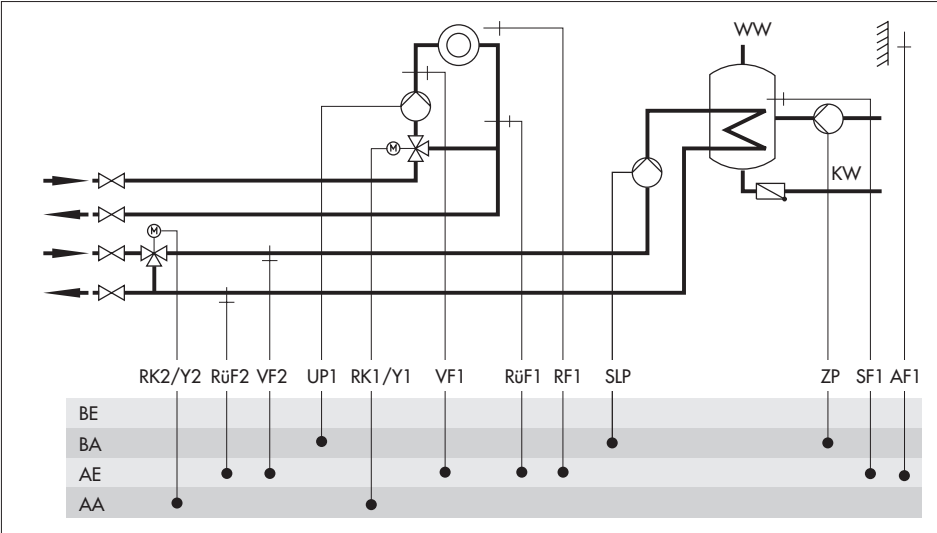 WW
M
KW
M
RK2/Y2 RüF2 VF2 UP1 RK1/Y1 VF1 RüF1 RF1 SLP ZP SF1 AF1
BE
BA
AE
AA